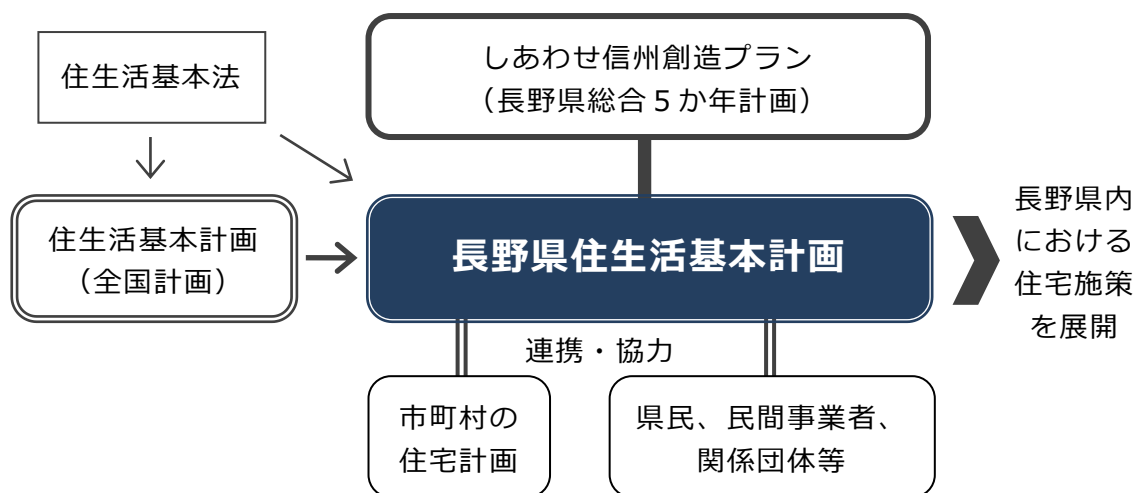 住生活基本法
しあわせ信州創造プラン
（長野県総合５か年計画）
住生活基本計画
（全国計画）
長野県住生活基本計画
長野県内
における
住宅施策
を展開
連携・協力
市町村の
住宅計画
県民、民間事業者、
関係団体等